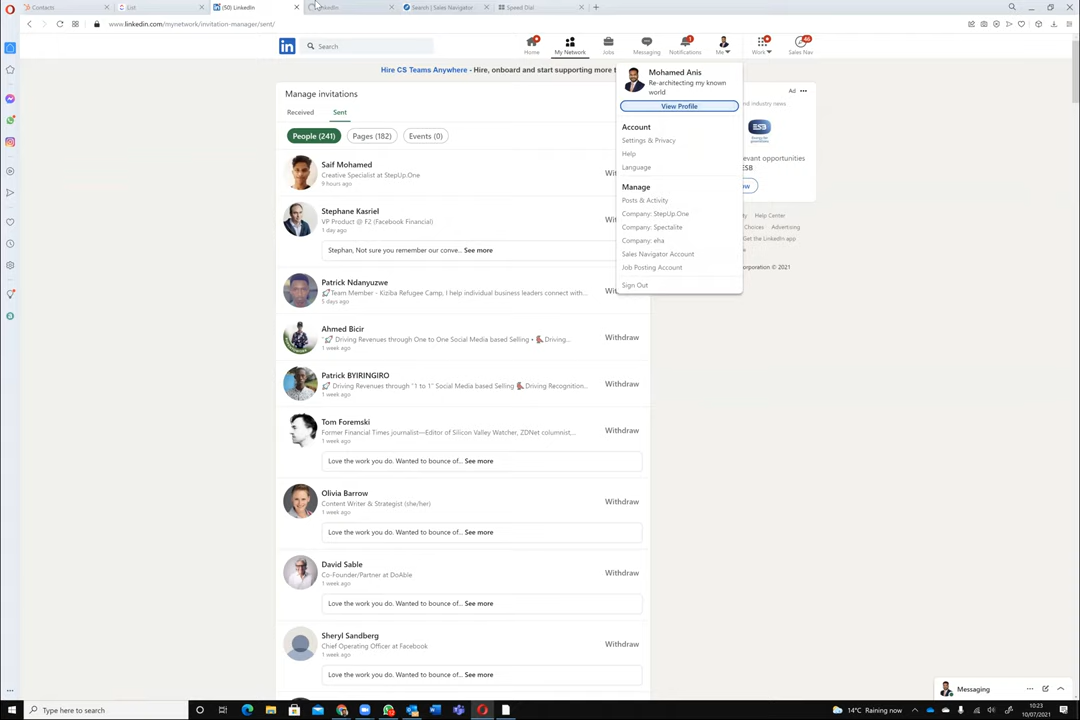 Contacts
List
(50) LinkedIn
LinkedIn
Search | Sales Navigator
Speed Dial
www.linkedin.com/mynetwork/invitation-manager/sent/
in
Search
Home
My Network
Jobs
Messaging
Notifications
Me
Work
Sales Nav
Hire CS Teams Anywhere - Hire, onboard and start supporting more
Manage invitations
Received
Sent
People (241)
Pages (182)
Events (0)
Saif Mohamed
Creative Specialist at StepUp.One
9 hours ago
Stephane Kasriel
VP Product @ F2 (Facebook Financial)
1 day ago
Stephan, Not sure you remember our conve... See more
Patrick Ndanyuzwe
Team Member - Kiziba Refugee Camp, I help individual business leaders connect with...
5 days ago
Ahmed Bicir
Driving Revenues through One to One Social Media based Selling • Driving...
1 week ago
Withdraw
Patrick BYIRINGIRO
Driving Revenues through "1 to 1" Social Media based Selling Driving Recognition...
1 week ago
Withdraw
Tom Foremski
Former Financial Times journalist—Editor of Silicon Valley Watcher, ZDNet columnist,...
1 week ago
Withdraw
Love the work you do. Wanted to bounce of... See more
Olivia Barrow
Content Writer & Strategist (she/her)
1 week ago
Withdraw
Love the work you do. Wanted to bounce of... See more
David Sable
Co-Founder/Partner at DoAble
1 week ago
Withdraw
Love the work you do. Wanted to bounce of... See more
Sheryl Sandberg
Chief Operating Officer at Facebook
1 week ago
Withdraw
Love the work you do. Wanted to bounce of... See more
Mohamed Anis
Re-architecting my known
world
View Profile
Account
Settings & Privacy
Help
Language
Manage
Posts & Activity
Company: StepUp.One
Company: Spectalite
Company: eha
Sales Navigator Account
Job Posting Account
Sign Out
Ad
nd industry news
ESB
evant opportunities
ESB
Help Center
Choices Advertising
Get the LinkedIn app
orporation © 2021
Messaging
Type here to search
14°C Raining now
10:23
10/07/2021